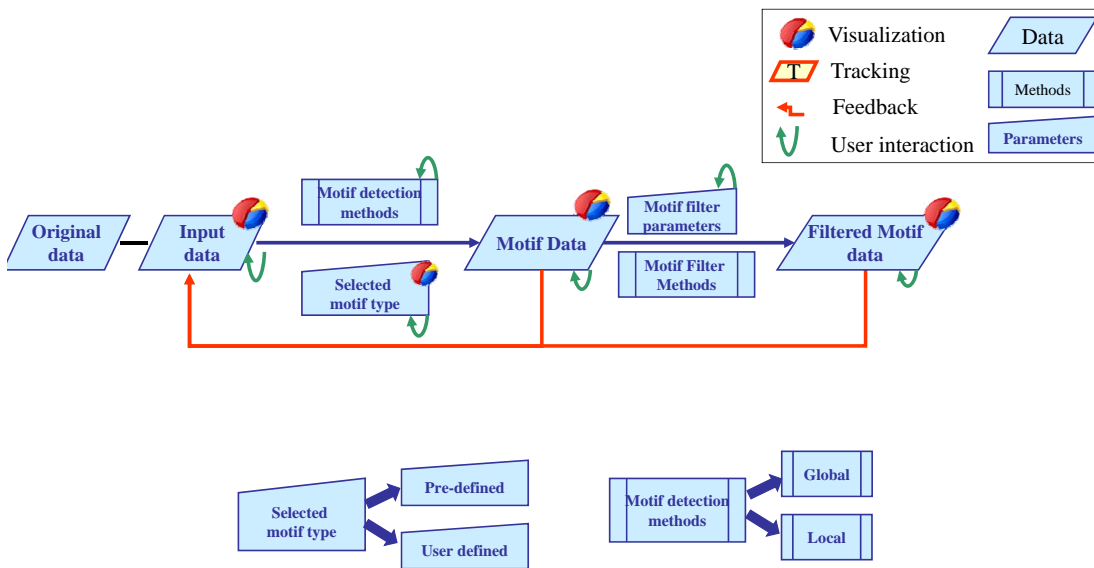 Visualization
Data
T
Tracking
Methods
Feedback
User interaction
Parameters
Original
data
Input
data
Motif detection
methods
Selected
motif type
Motif Data
Motif filter
parameters
Motif Filter
Methods
Filtered Motif
data
Selected
motif type
Pre-defined
User defined
Motif detection
methods
Global
Local